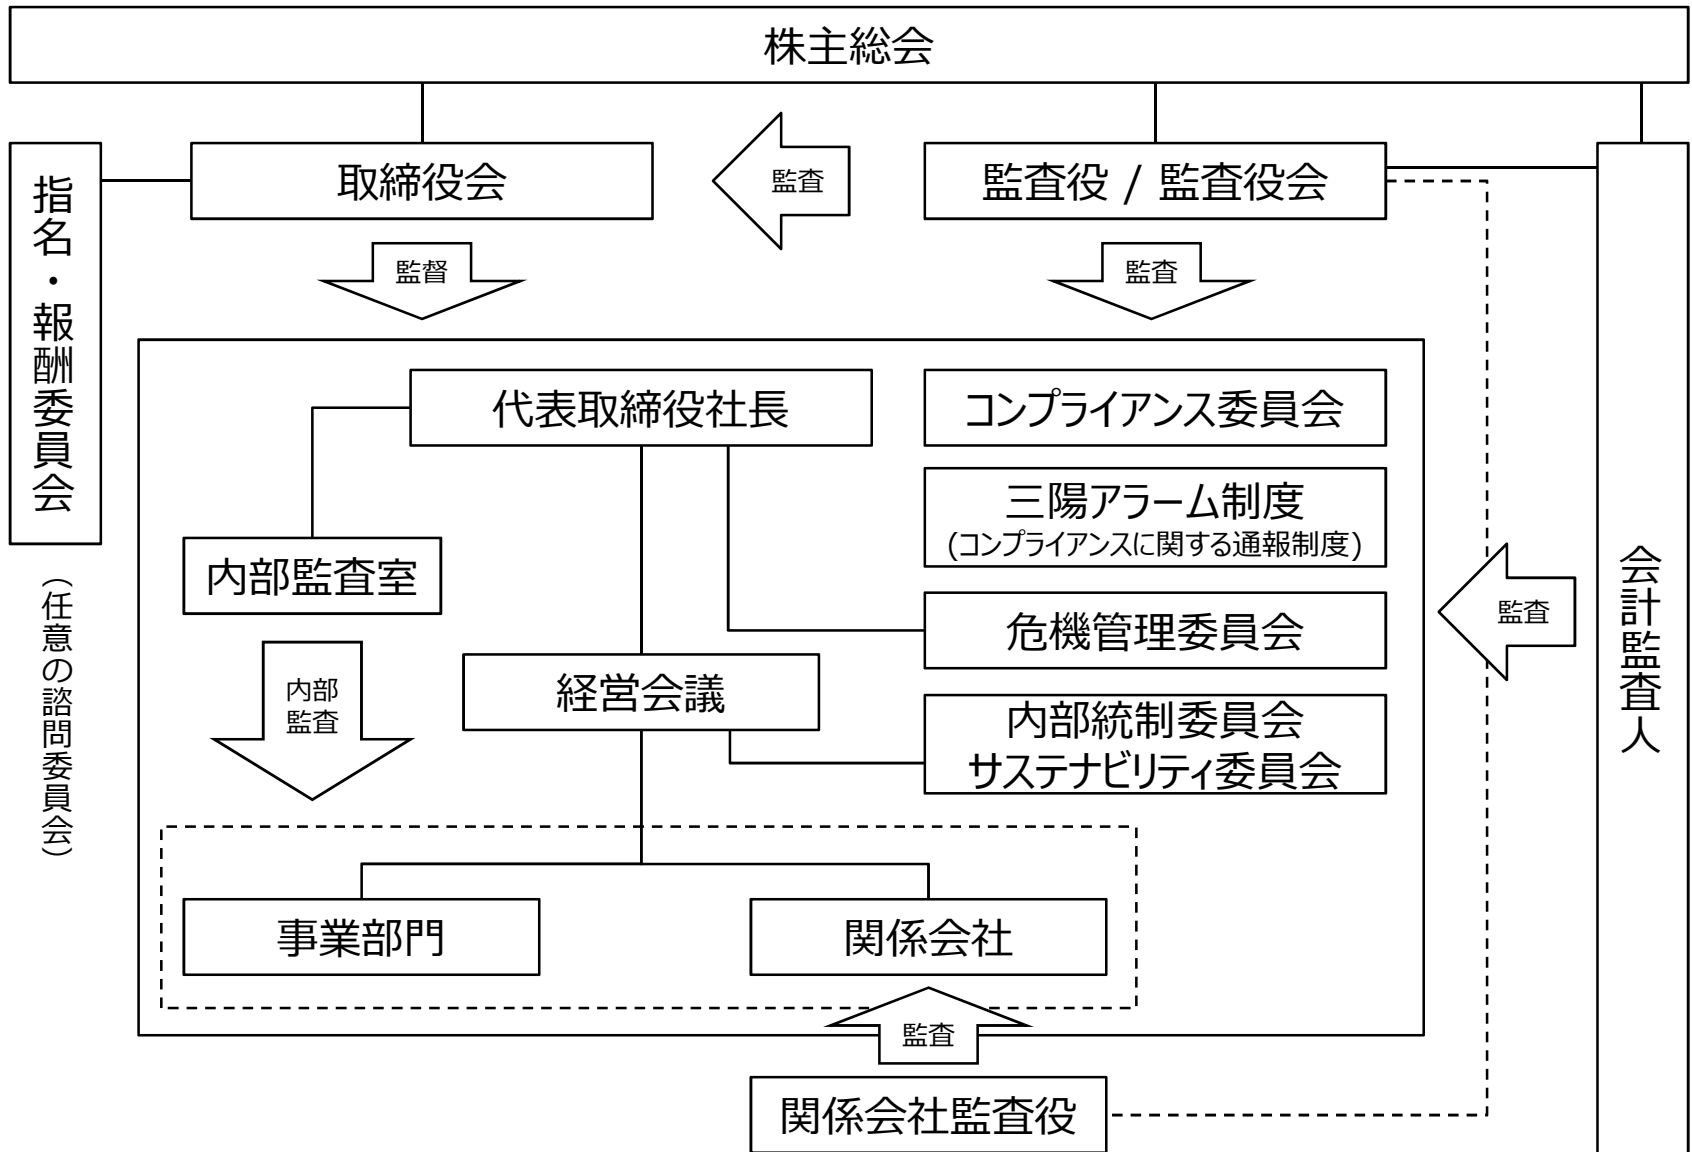 株主総会
指名・報酬委員会
(任意の諮問委員会)
取締役会
監査
監査役 / 監査役会
監督
監査
代表取締役社長
コンプライアンス委員会
三陽アラーム制度
(コンプライアンスに関する通報制度)
内部監査室
危機管理委員会
監査
会計監査人
経営会議
内部
監査
内部統制委員会
サステナビリティ委員会
事業部門
関係会社
監査
関係会社監査役